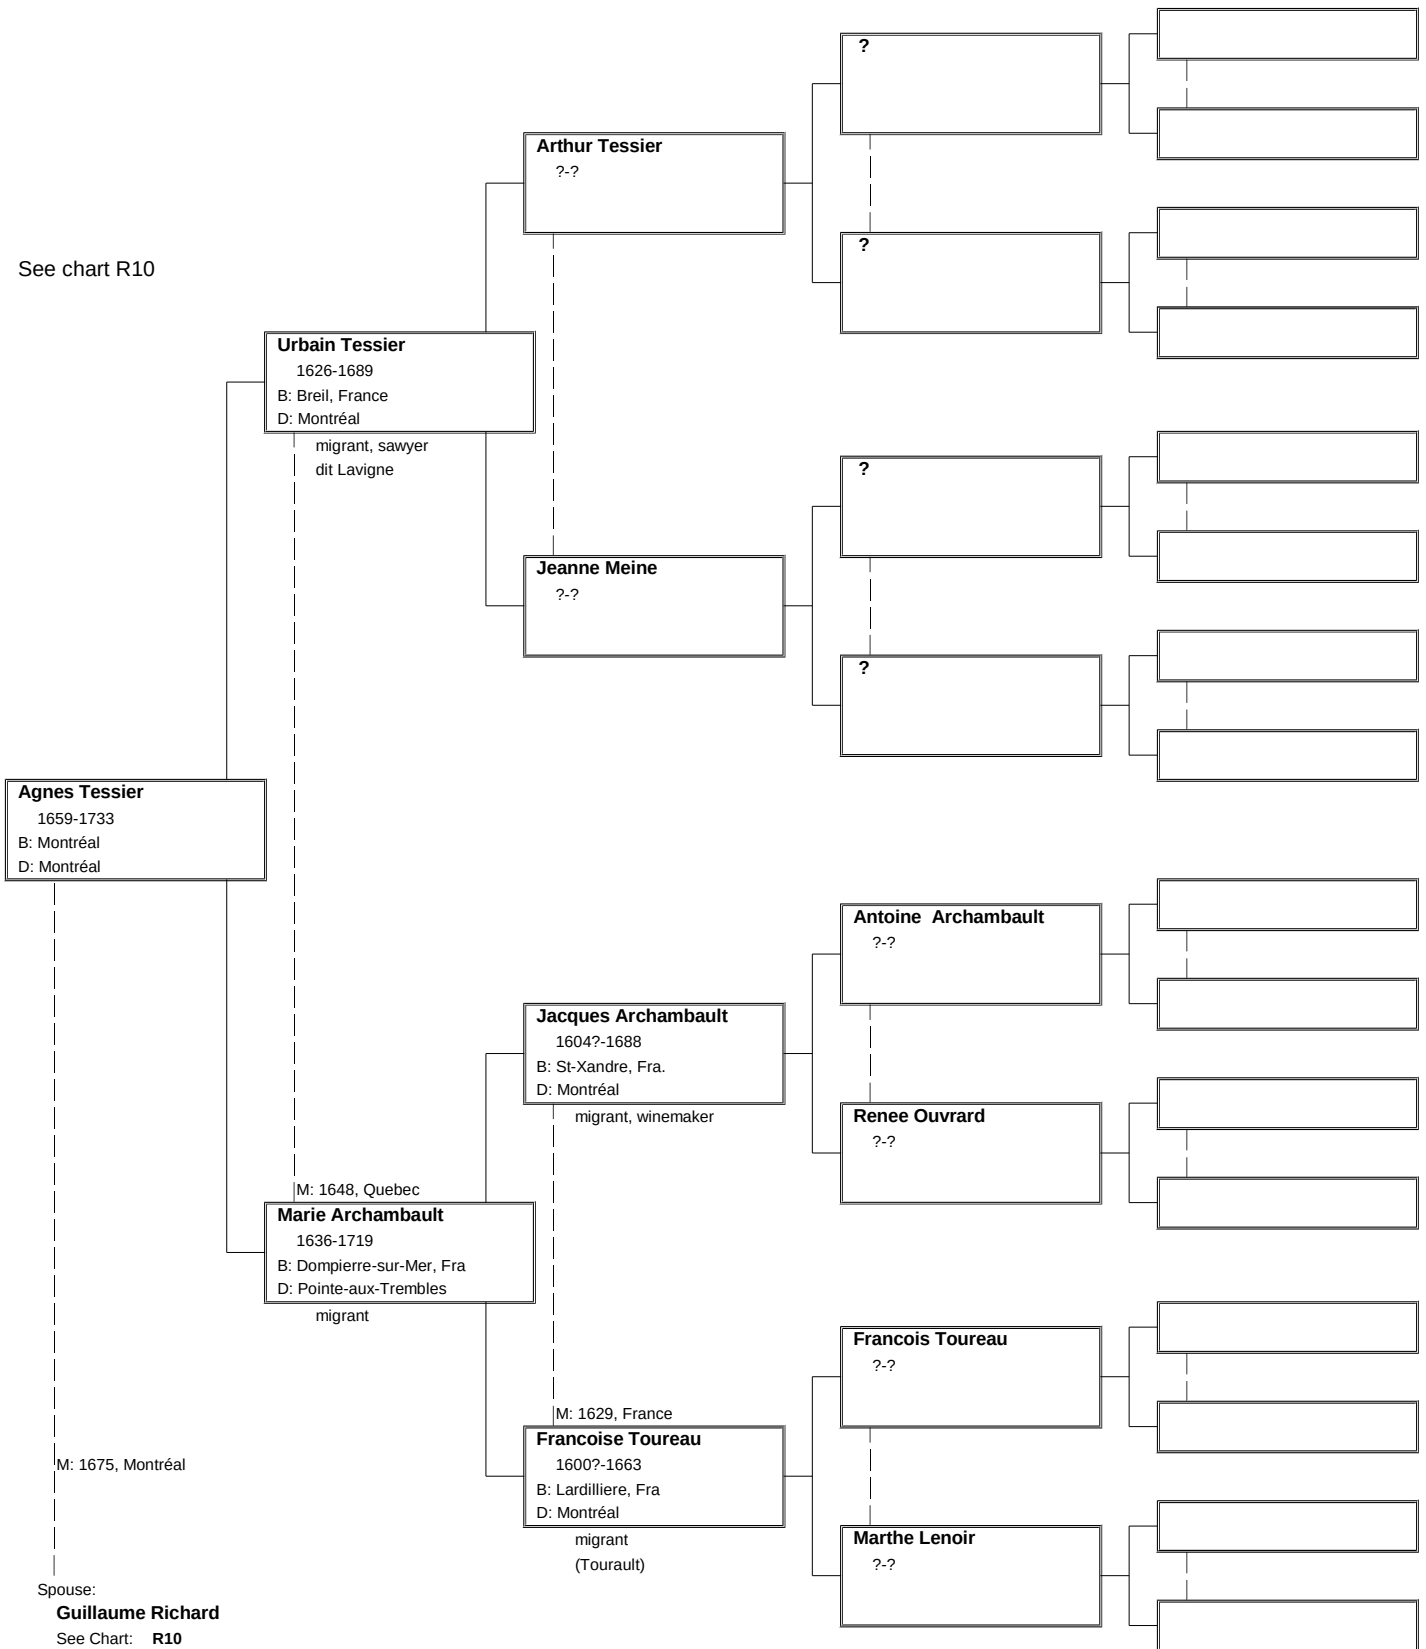 ?
Arthur Tessier
?-?
?
See chart R10
Urbain Tessier
1626-1689
B: Breil, France
D: Montréal
migrant, sawyer
dit Lavigne
?
Jeanne Meine
?-?
?
Agnes Tessier
1659-1733
B: Montréal
D: Montréal
Antoine  Archambault
?-?
Jacques Archambault
1604?-1688
B: St-Xandre, Fra.
D: Montréal
migrant, winemaker
Renee Ouvrard
?-?
M: 1648, Quebec
Marie Archambault
1636-1719
B: Dompierre-sur-Mer, Fra
D: Pointe-aux-Trembles
migrant
Francois Toureau
?-?
M: 1629, France
Francoise Toureau
1600?-1663
B: Lardilliere, Fra
D: Montréal
migrant
(Tourault)
Marthe Lenoir
?-?
M: 1675, Montréal
Spouse:
Guillaume Richard
See Chart: R10